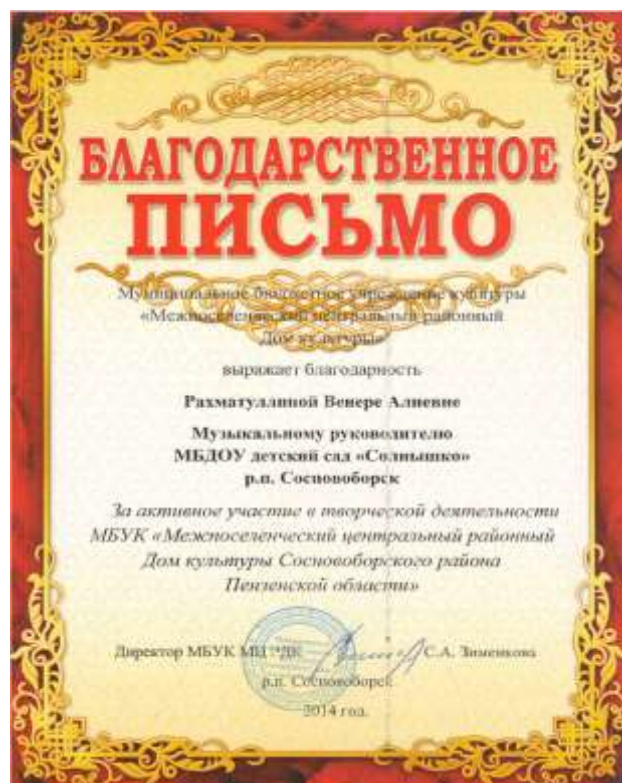 БЛАГОДАРСТВЕННОЕ
ПИСЬМО
Муниципальное бюджетное учреждение культуры
«Межпоселенческий центральный районный
Дом культуры»
выражает благодарность
Рахматуллиной Венере Алиевне
Музыкальному руководителю
МБДОУ детский сад «Солнышко»
р.п. Сосновоборск
За активное участие в творческой деятельности
МБУК «Межпоселенческий центральный районный
Дом культуры Сосновоборского района
Пензенской области»
Директор МБУК С.А. Зименкова
р.п. Сосновоборск
2014 год.